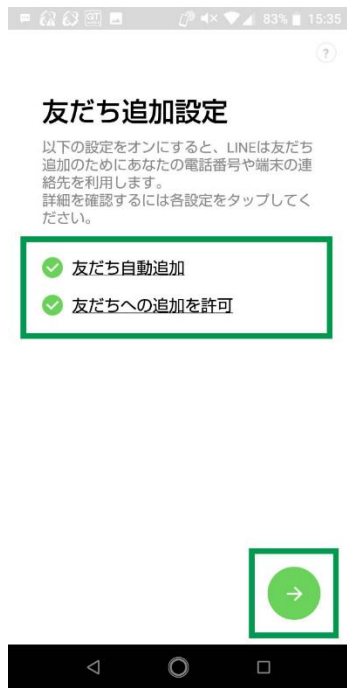 83% 15:35
?
友だち追加設定
以下の設定をオンにすると、LINEは友だち
追加のためにあなたの電話番号や端末の連
絡先を利用します。
詳細を確認するには各設定をタップしてく
ださい。
友だち自動追加
友だちへの追加を許可